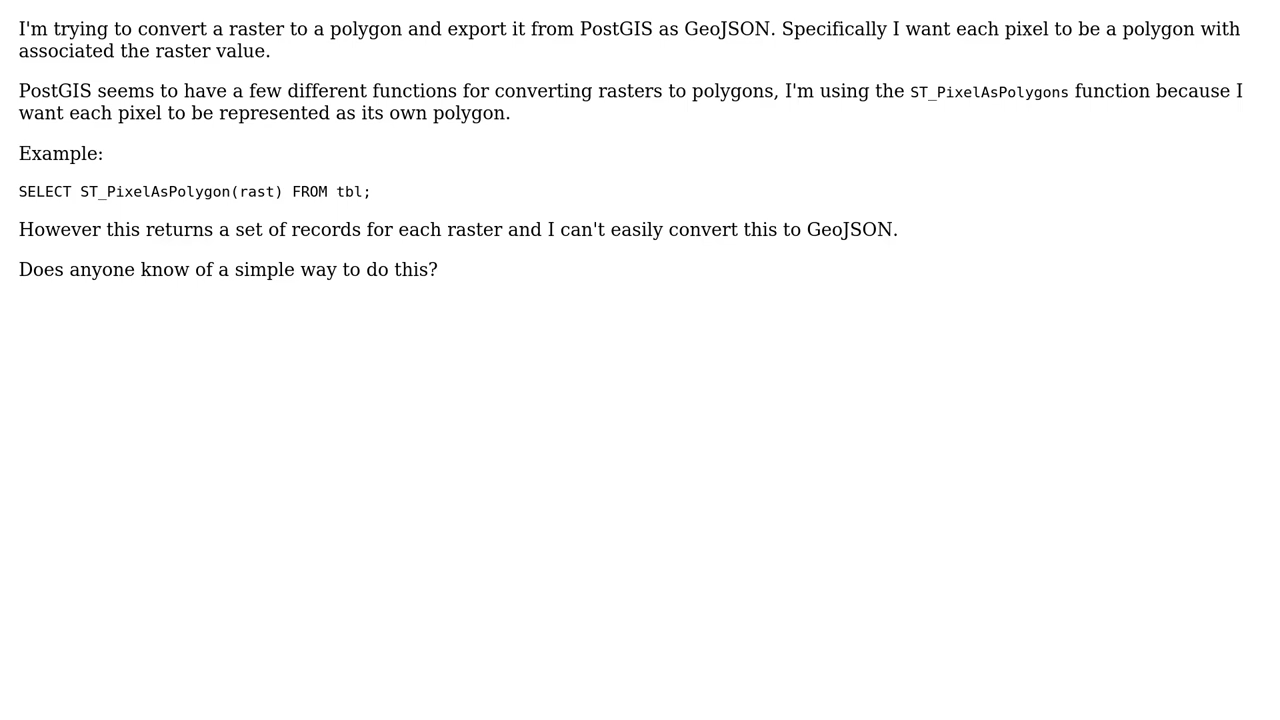 I'm trying to convert a raster to a polygon and export it from PostGIS as GeoJSON. Specifically I want each pixel to be a polygon with
associated the raster value.
PostGIS seems to have a few different functions for converting rasters to polygons, I'm using the ST_PixelAsPolygons function because I
want each pixel to be represented as its own polygon.
Example:
SELECT ST_PixelAsPolygon(rast) FROM tbl;
However this returns a set of records for each raster and I can't easily convert this to GeoJSON.
Does anyone know of a simple way to do this?